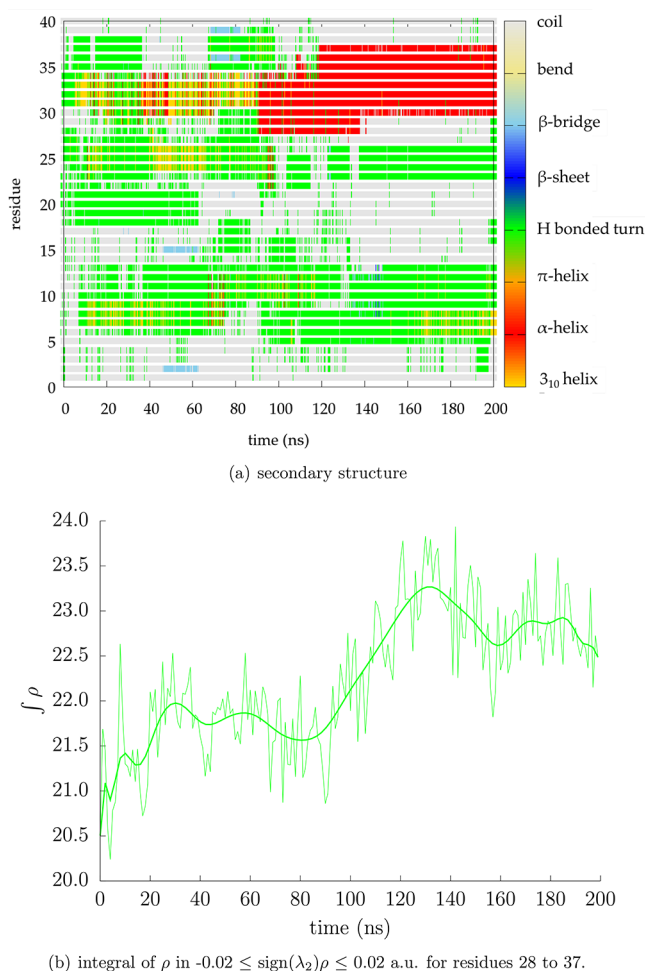 40
35
30
25
20
15
10
5
0
residue
0 20 40 60 80 100 120 140 160 180 200
time (ns)
coil
bend
β-bridge
β-sheet
H bonded turn
π-helix
α-helix
3₁₀ helix
(a) secondary structure
24.0
23.5
23.0
22.5
22.0
21.5
21.0
20.5
20.0
∫ρ
0 20 40 60 80 100 120 140 160 180 200
time (ns)
(b) integral of ρ in -0.02 ≤ sign(λ₂)ρ ≤ 0.02 a.u. for residues 28 to 37.